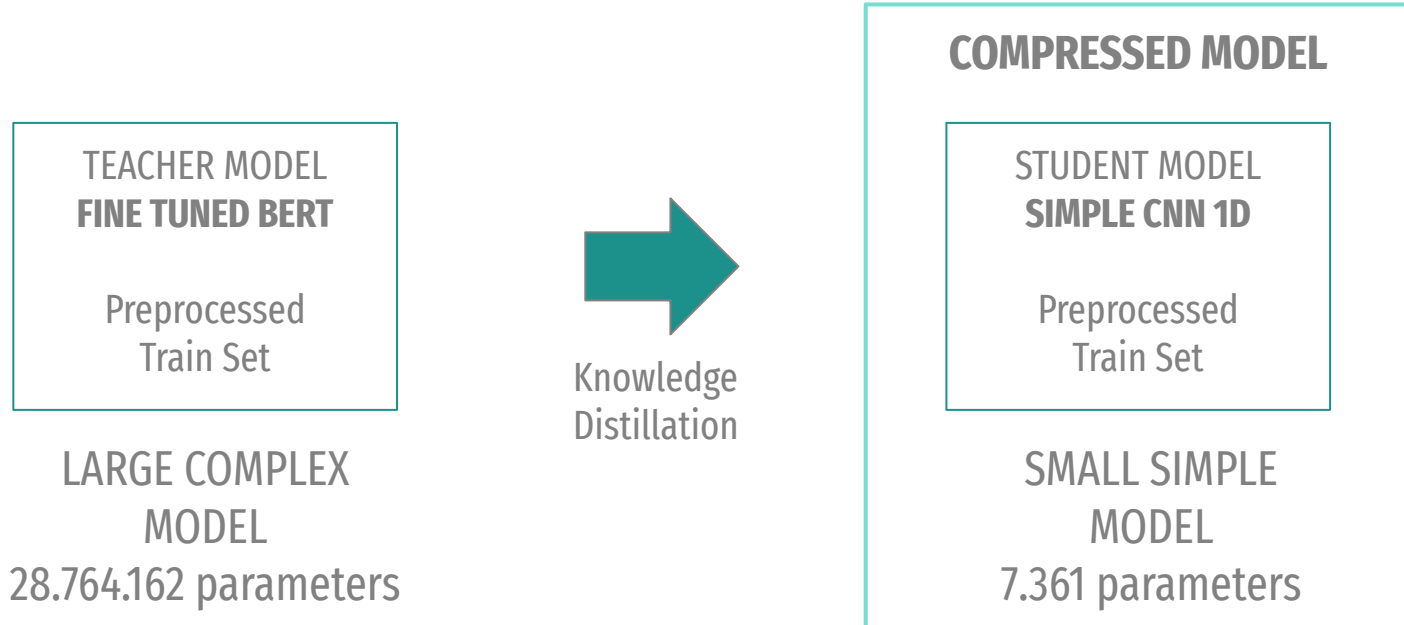 TEACHER MODEL
FINE TUNED BERT
Preprocessed
Train Set
LARGE COMPLEX
MODEL
28.764.162 parameters
Knowledge
Distillation
COMPRESSED MODEL
STUDENT MODEL
SIMPLE CNN 1D
Preprocessed
Train Set
SMALL SIMPLE
MODEL
7.361 parameters